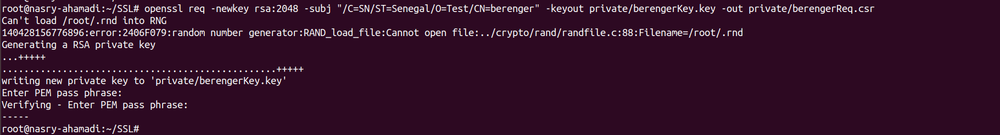 root@nasry-ahamadi:~/SSL# openssl req -newkey rsa:2048 -subj "/C=SN/ST=Senegal/O=Test/CN=berenger" -keyout private/berengerKey.key -out private/berengerReq.csr
Can't load /root/.rnd into RNG
140428156776896:error:2406F079:random number generator:RAND_load_file:Cannot open file:../crypto/rand/randfile.c:88:Filename=/root/.rnd
Generating a RSA private key
...+++++
..................................................+++++
writing new private key to 'private/berengerKey.key'
Enter PEM pass phrase:
Verifying - Enter PEM pass phrase:
-----
root@nasry-ahamadi:~/SSL#